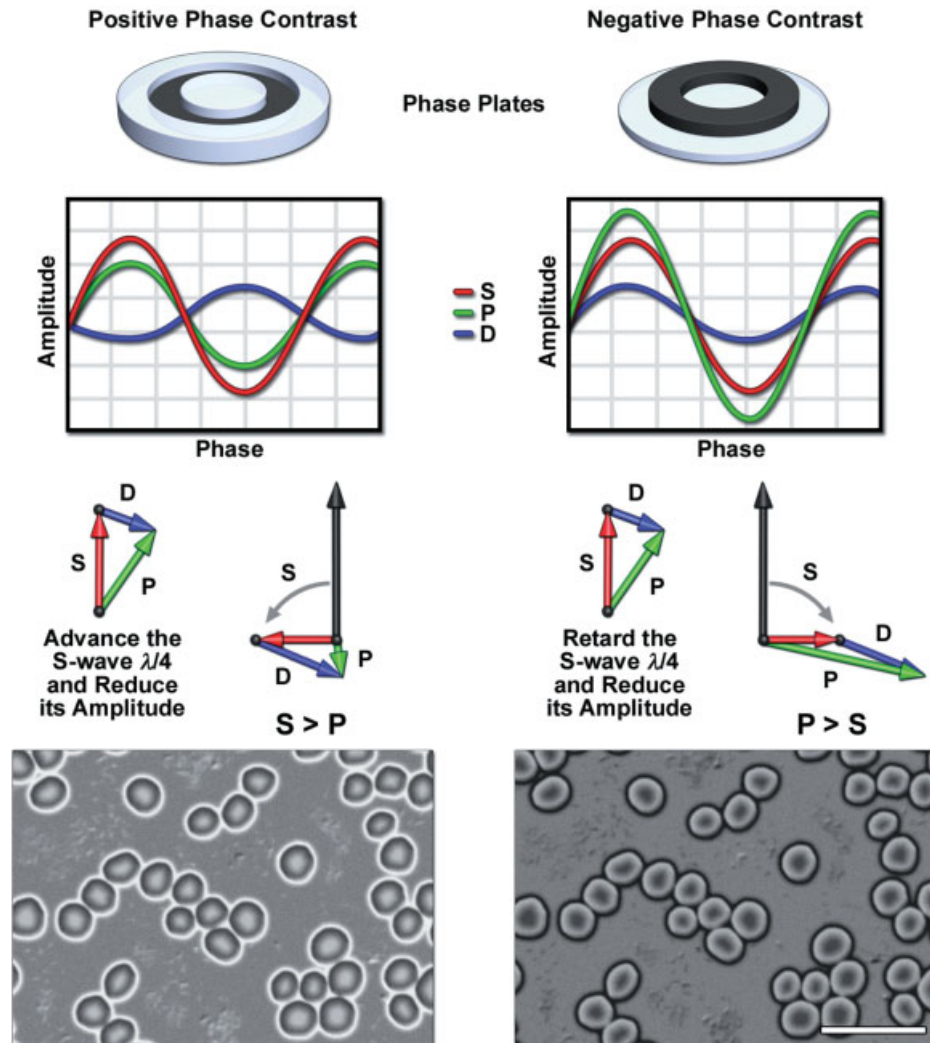 Positive Phase Contrast
Negative Phase Contrast
Phase Plates
Amplitude
Phase
S
P
D
Amplitude
Phase
D
S
P
S
D
P
Advance the
S-wave λ/4
and Reduce
its Amplitude
S > P
D
S
P
S
D
P
Retard the
S-wave λ/4
and Reduce
its Amplitude
P > S